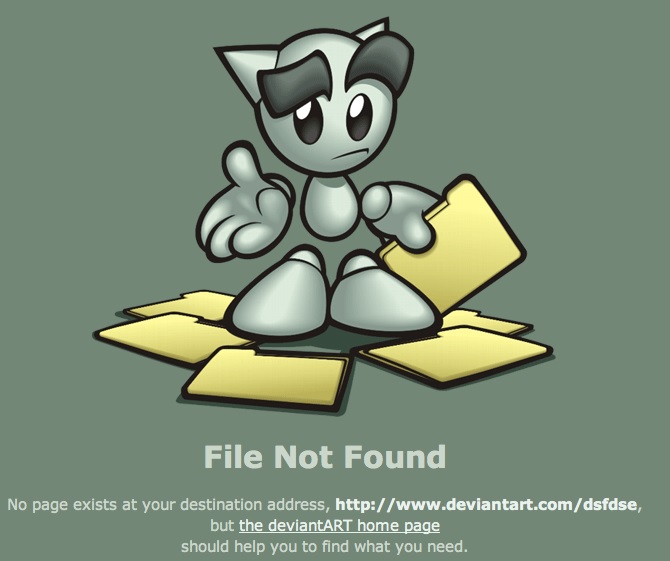 File Not Found
No page exists at your destination address, http://www.deviantart.com/dsfdse,
but the deviantART home page
should help you to find what you need.